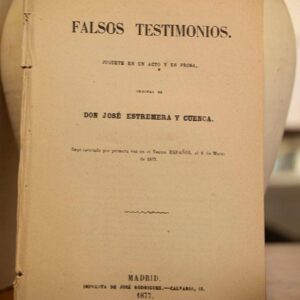 FALSOS TESTIMONIOS.
JUGUETE EN UN ACTO Y EN PROSA,
ORIGINAL DE
DON JOSÉ ESTREMERA Y CUENCA.
Representado por primera vez en el Teatro ESPAÑOL, el 6 de Marzo
de 1877.
MADRID.
IMPRENTA DE JOSÉ RODRIGUEZ.—CALVARIO, 18.
1877.